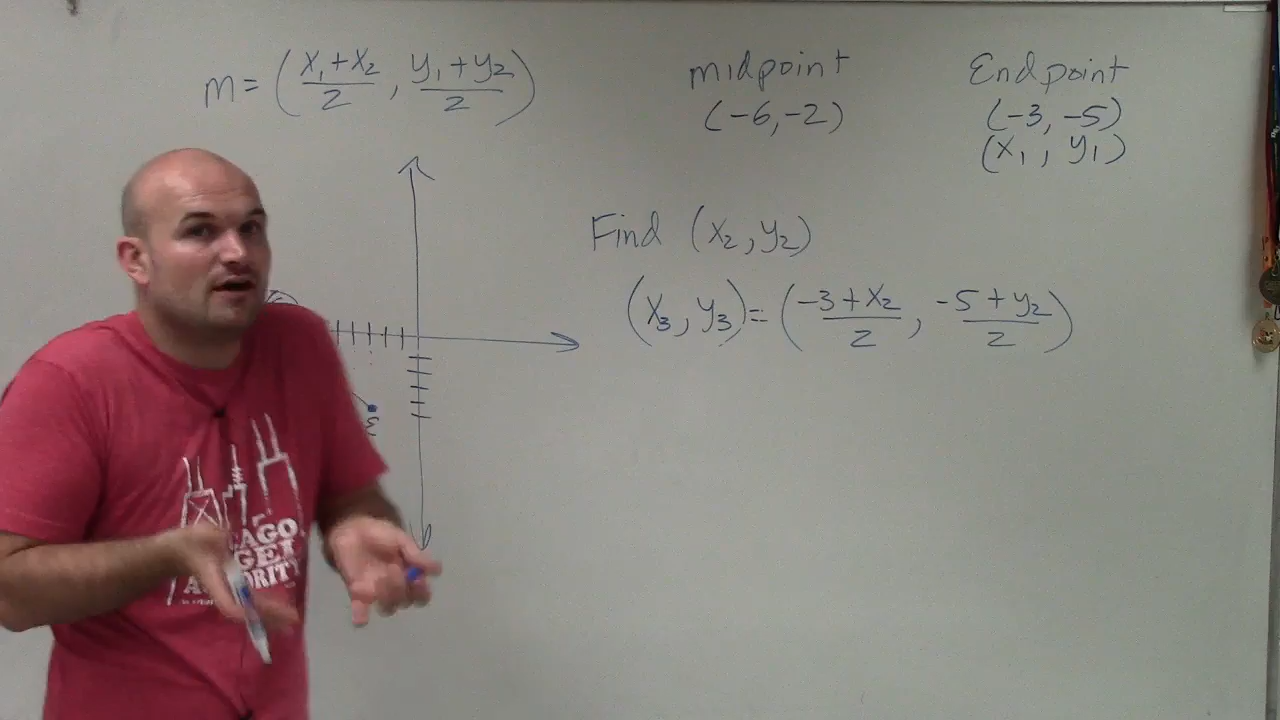 m = (x₁ + x₂ / 2 , y₁ + y₂ / 2)
midpoint
(-6, -2)
Endpoint
(-3, -5)
(x₁ , y₁)
Find (x₂ , y₂)
(x₃ , y₃) = (-3 + x₂ / 2 , -5 + y₂ / 2)
E